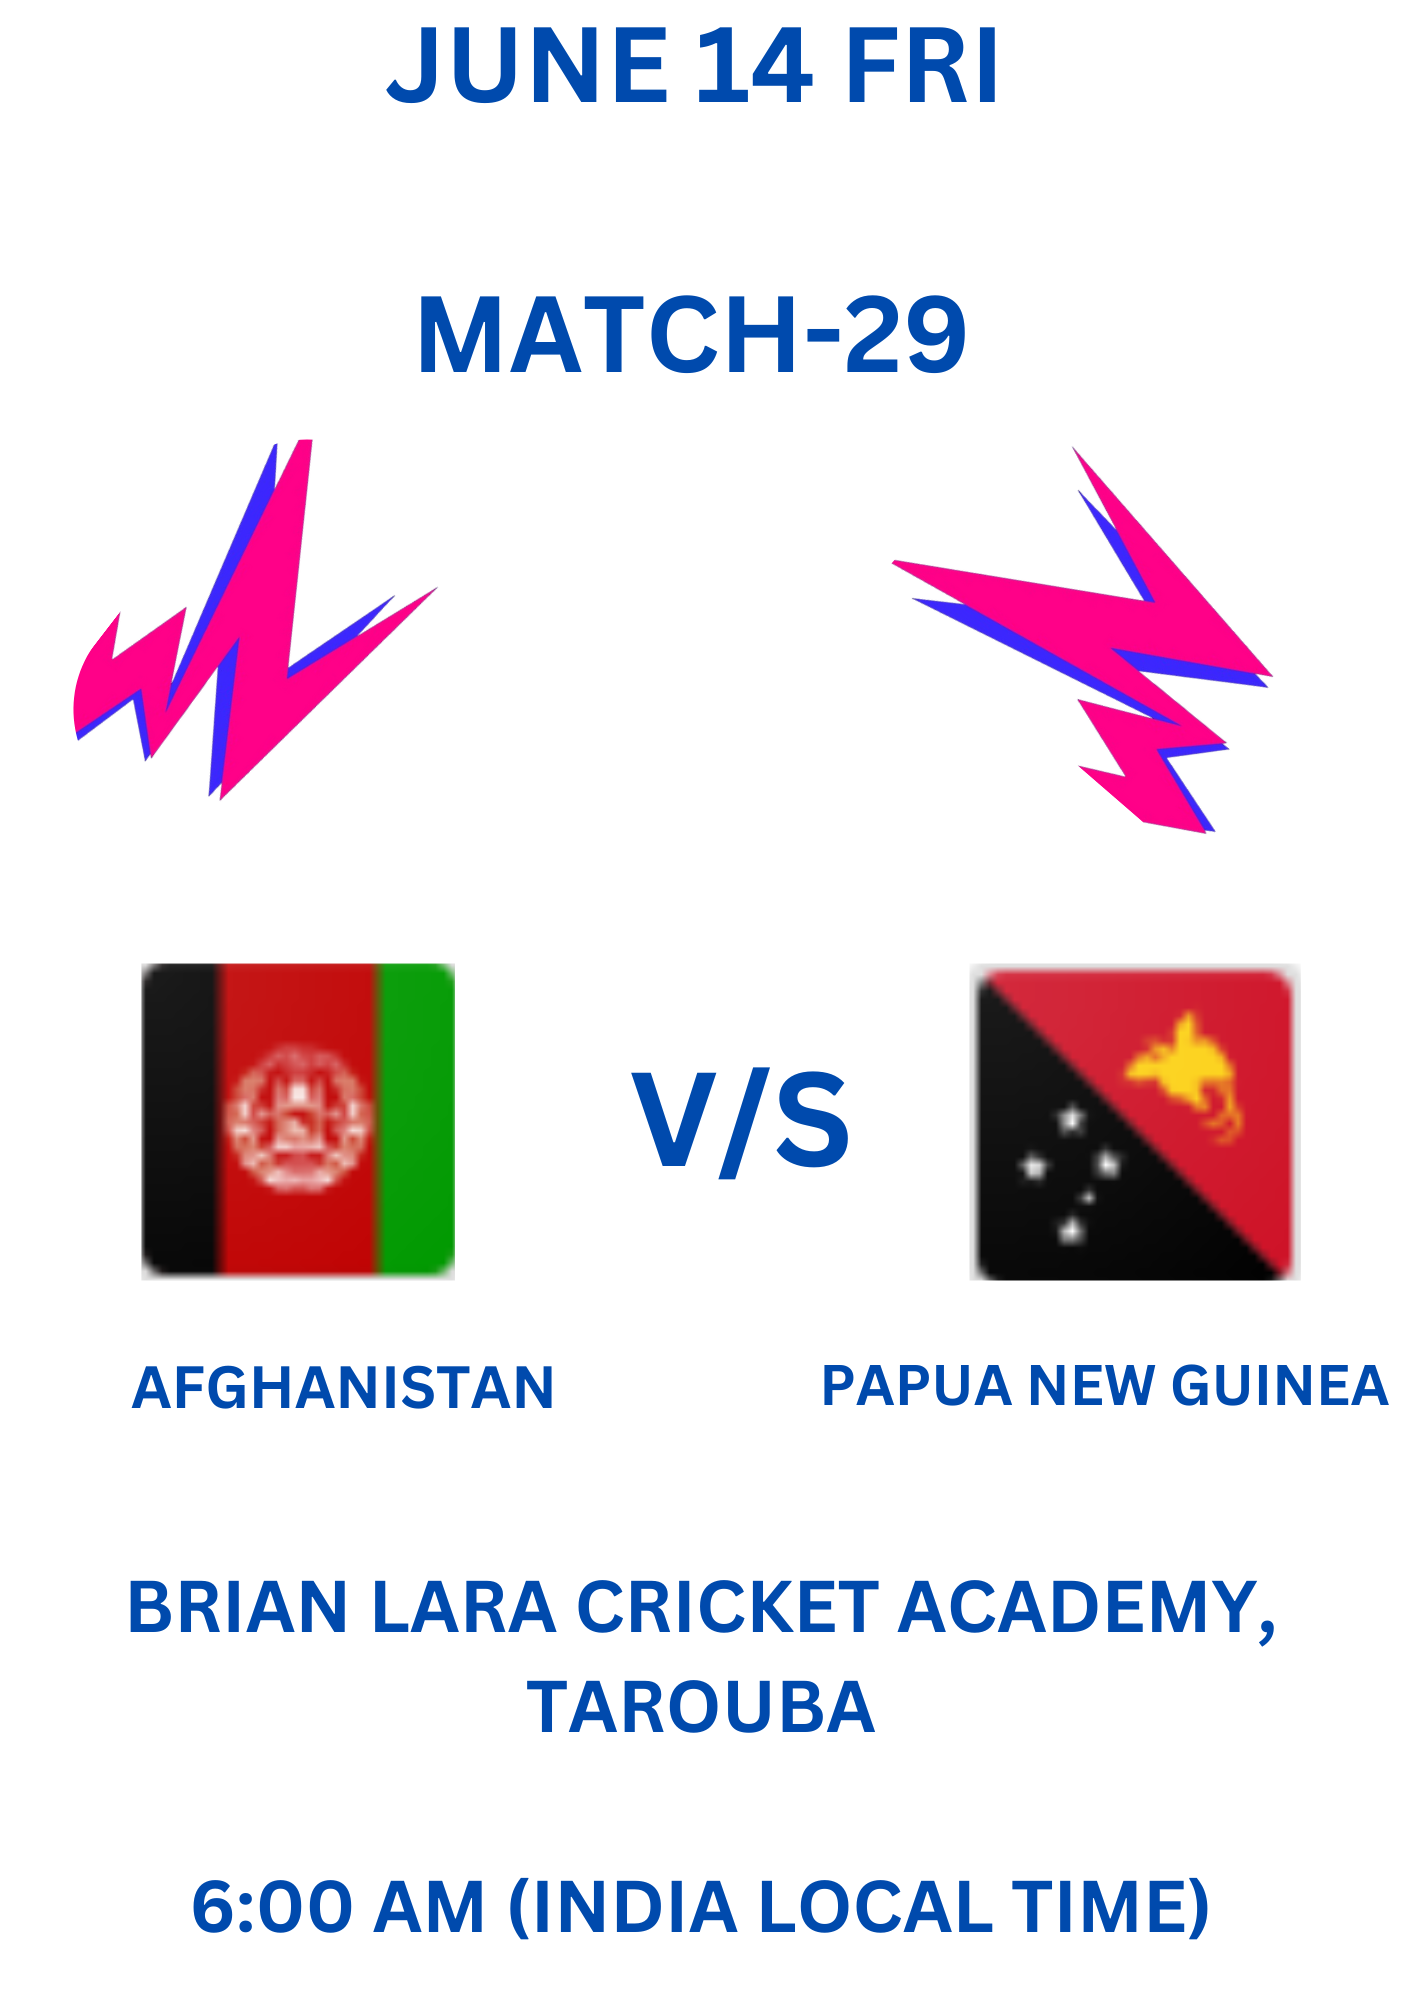 JUNE 14 FRI
MATCH-29
V/S
AFGHANISTAN
PAPUA NEW GUINEA
BRIAN LARA CRICKET ACADEMY,
TAROUBA
6:00 AM (INDIA LOCAL TIME)